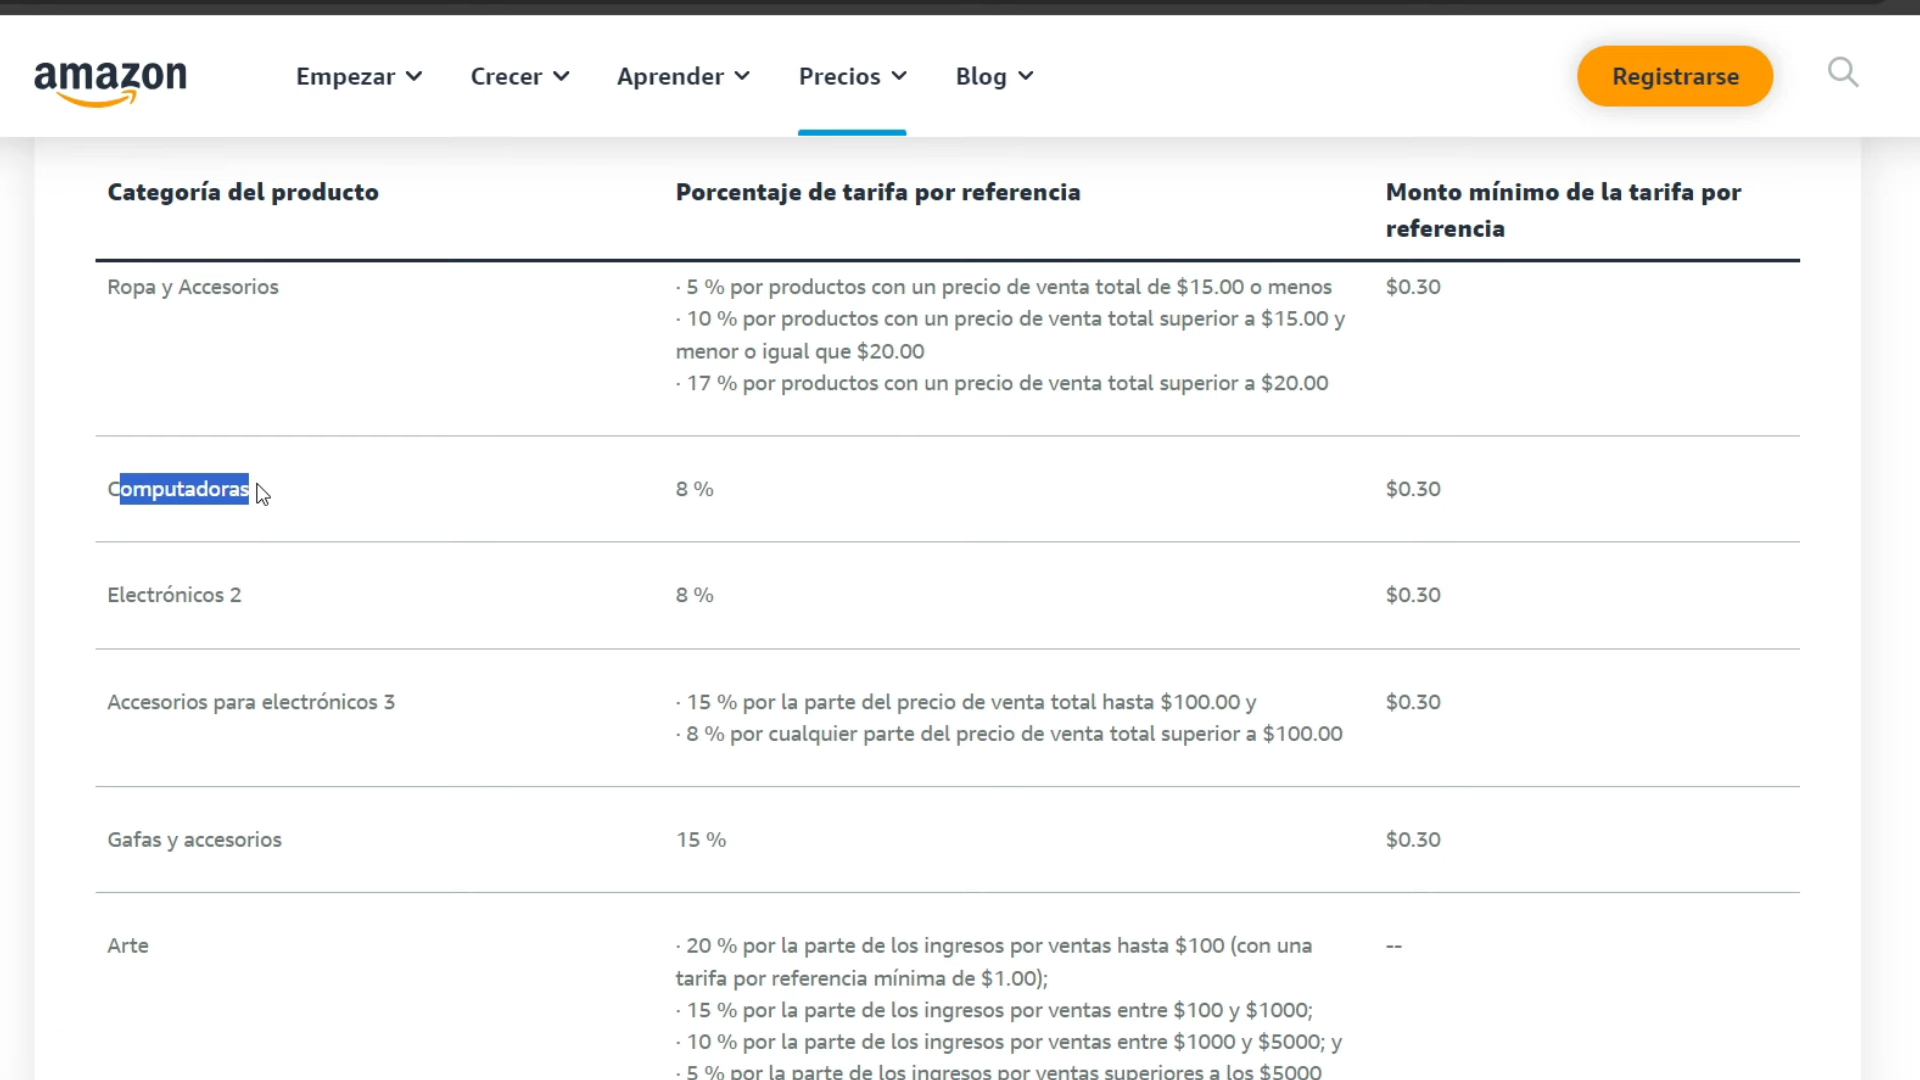 amazon
Empezar
Crecer
Aprender
Precios
Blog
Registrarse
Categoría del producto
Porcentaje de tarifa por referencia
Monto mínimo de la tarifa por
referencia
Ropa y Accesorios
· 5 % por productos con un precio de venta total de $15.00 o menos
· 10 % por productos con un precio de venta total superior a $15.00 y
menor o igual que $20.00
· 17 % por productos con un precio de venta total superior a $20.00
$0.30
Computadoras
8 %
$0.30
Electrónicos 2
8 %
$0.30
Accesorios para electrónicos 3
· 15 % por la parte del precio de venta total hasta $100.00 y
· 8 % por cualquier parte del precio de venta total superior a $100.00
$0.30
Gafas y accesorios
15 %
$0.30
Arte
· 20 % por la parte de los ingresos por ventas hasta $100 (con una
tarifa por referencia mínima de $1.00);
· 15 % por la parte de los ingresos por ventas entre $100 y $1000;
· 10 % por la parte de los ingresos por ventas entre $1000 y $5000; y
· 5 % por la parte de los ingresos por ventas superiores a los $5000
--